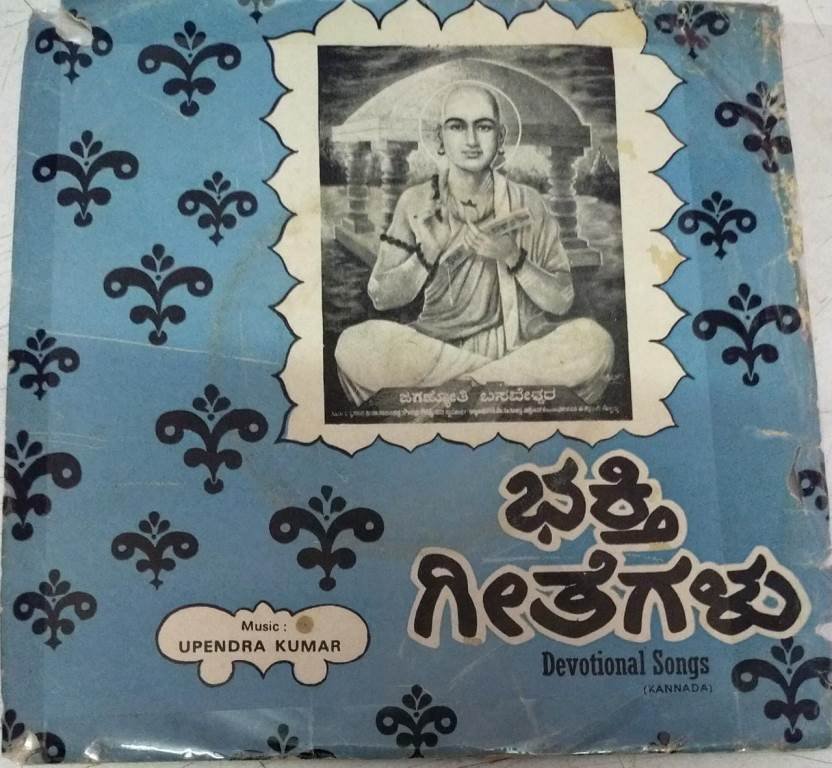 ಜಗಜ್ಯೋತಿ ಬಸವೇಶ್ವರ
ಭಕ್ತಿ
ಗೀತೆಗಳು
Devotional Songs
(KANNADA)
Music :
UPENDRA KUMAR